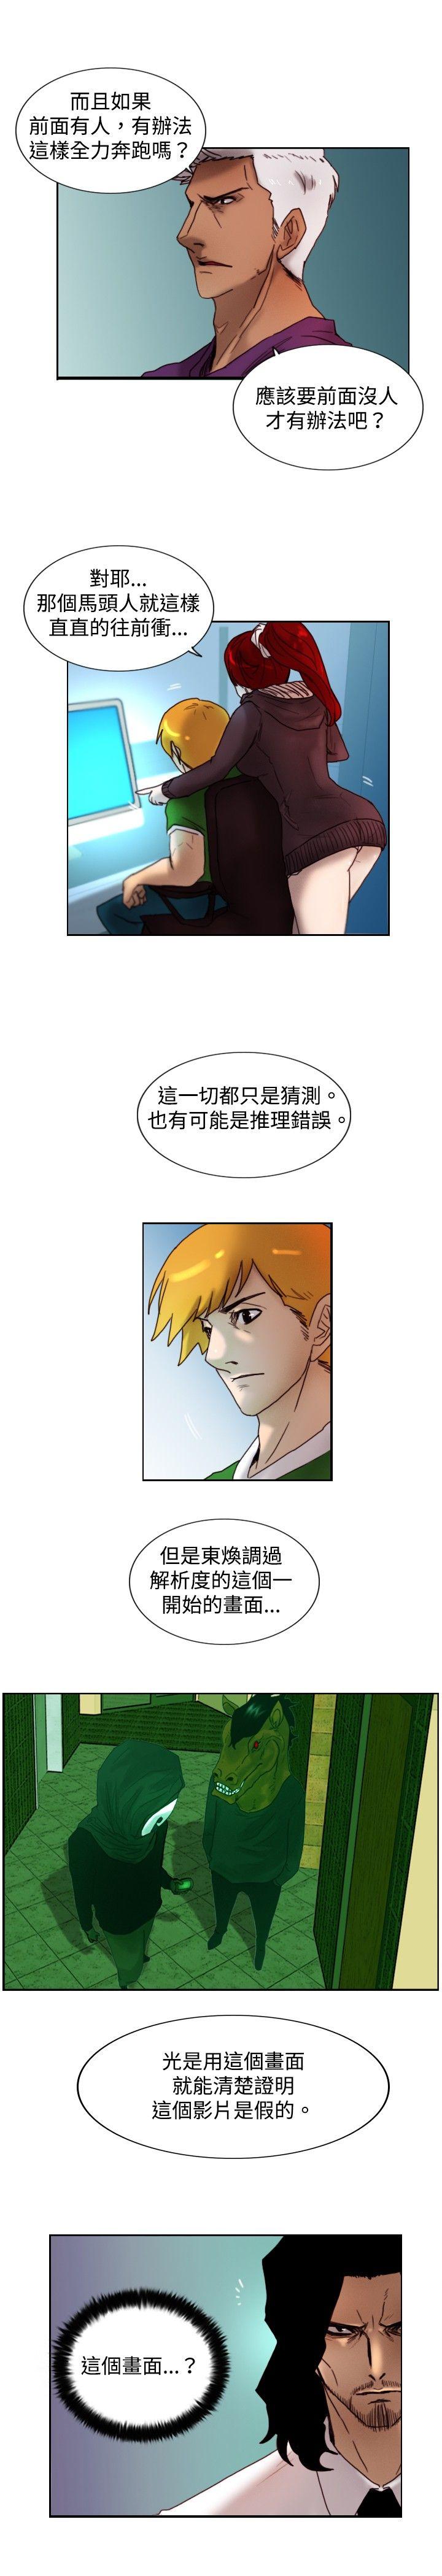 而且如果
前面有人，有辦法
這樣全力奔跑嗎？
應該要前面沒人
才有辦法吧？
對耶...
那個馬頭人就這樣
直直的往前衝...
這一切都只是猜測。
也有可能是推理錯誤。
但是東煥調過
解析度的這個一
開始的畫面...
光是用這個畫面
就能清楚證明
這個影片是假的。
這個畫面...？